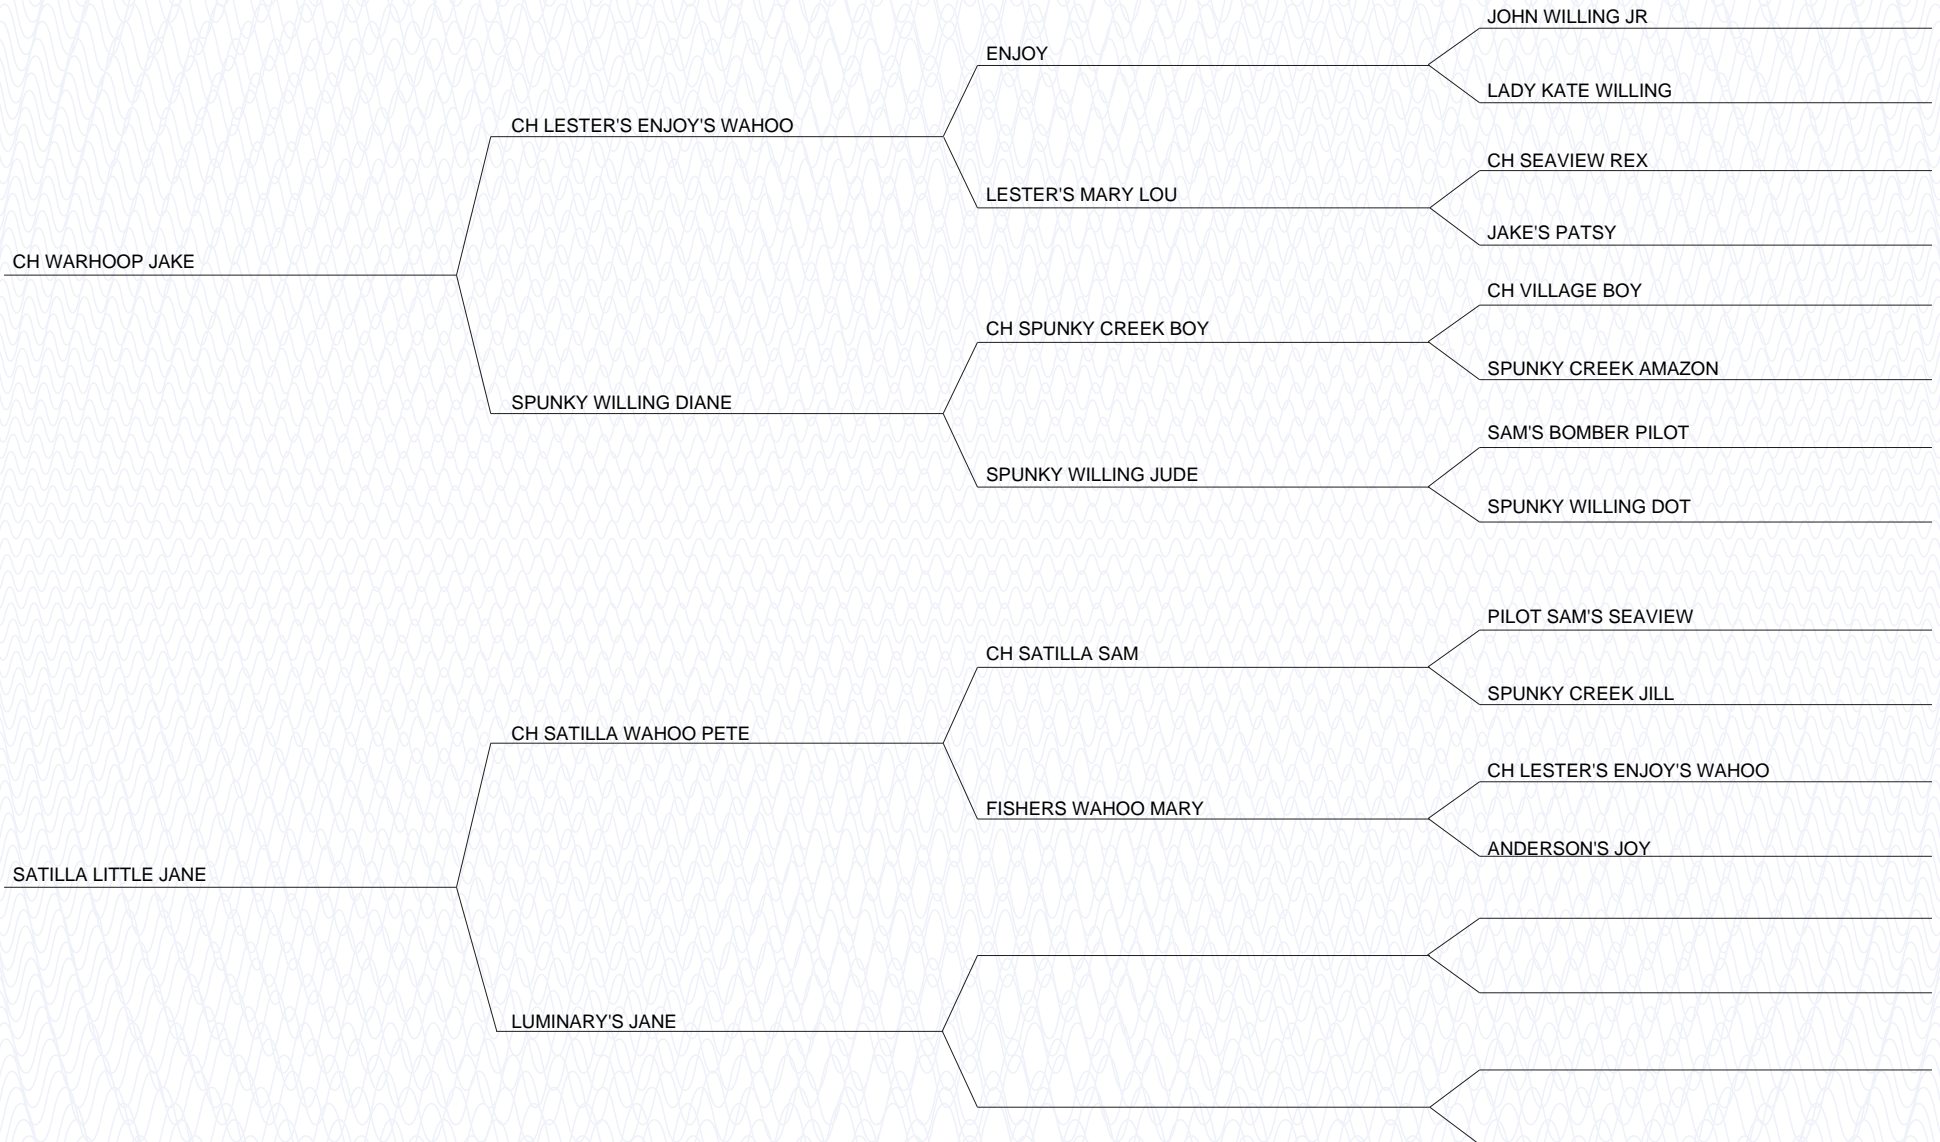 JOHN WILLING JR
ENJOY
LADY KATE WILLING
CH LESTER'S ENJOY'S WAHOO
CH SEAVIEW REX
LESTER'S MARY LOU
JAKE'S PATSY
CH WARHOOP JAKE
CH VILLAGE BOY
CH SPUNKY CREEK BOY
SPUNKY CREEK AMAZON
SPUNKY WILLING DIANE
SAM'S BOMBER PILOT
SPUNKY WILLING JUDE
SPUNKY WILLING DOT
PILOT SAM'S SEAVIEW
CH SATILLA SAM
SPUNKY CREEK JILL
CH SATILLA WAHOO PETE
CH LESTER'S ENJOY'S WAHOO
FISHERS WAHOO MARY
ANDERSON'S JOY
SATILLA LITTLE JANE
LUMINARY'S JANE